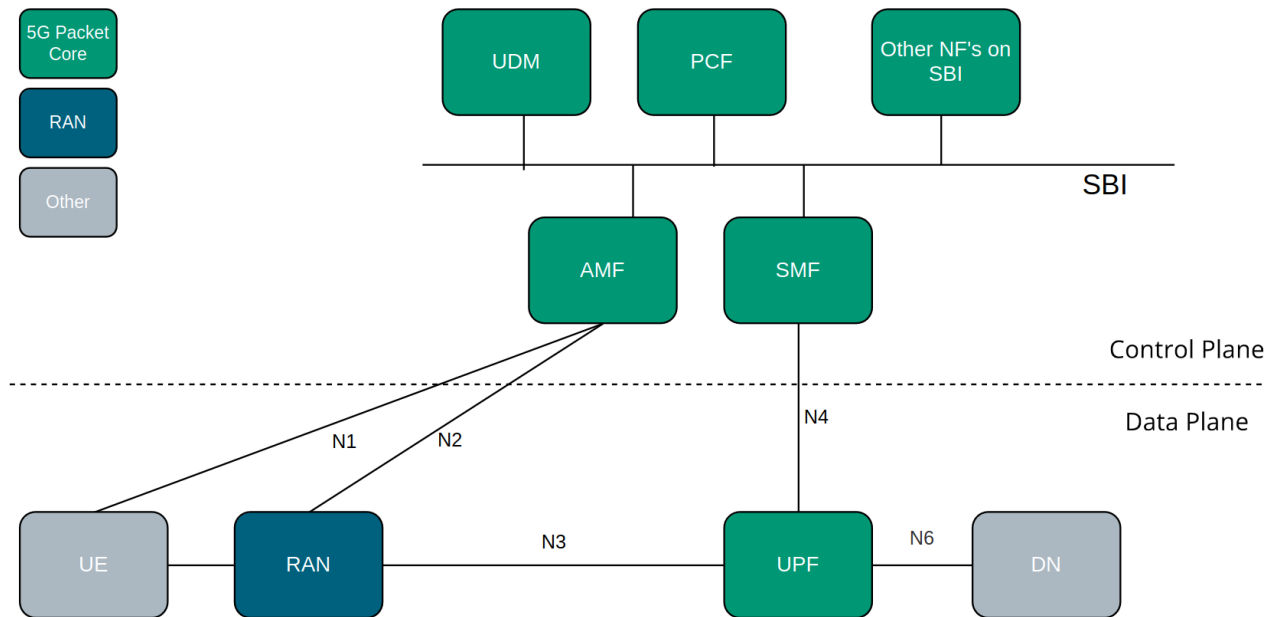 5G Packet
Core
RAN
Other
UDM
PCF
Other NF's on
SBI
SBI
AMF
SMF
Control Plane
Data Plane
N1
N2
N4
N3
N6
UE
RAN
UPF
DN